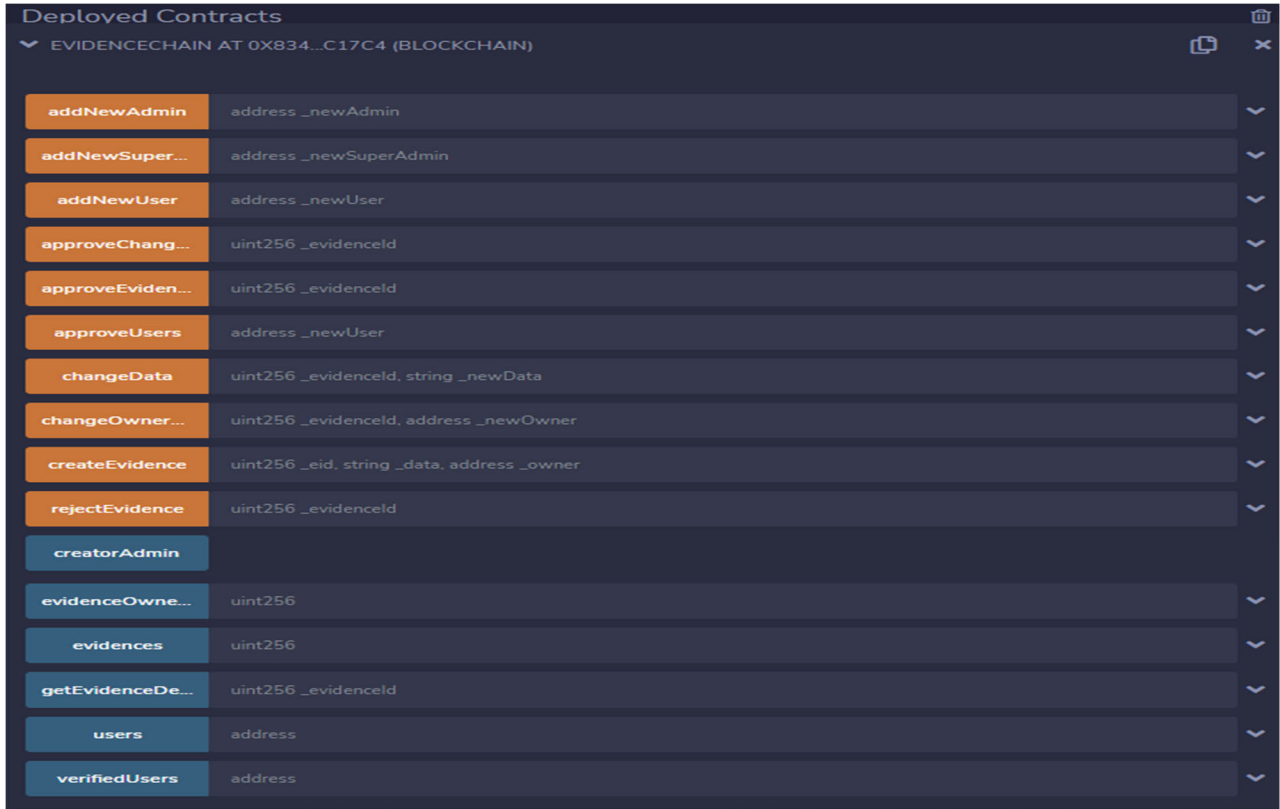 Deployed Contracts
EVIDENCECHAIN AT 0X834...C17C4 (BLOCKCHAIN)
addNewAdmin address _newAdmin
addNewSuper... address _newSuperAdmin
addNewUser address _newUser
approveChang... uint256 _evidenceId
approveEviden... uint256 _evidenceId
approveUsers address _newUser
changeData uint256 _evidenceId, string _newData
changeOwner... uint256 _evidenceId, address _newOwner
createEvidence uint256 _eid, string _data, address _owner
rejectEvidence uint256 _evidenceId
creatorAdmin
evidenceOwne... uint256
evidences uint256
getEvidenceDe... uint256 _evidenceId
users address
verifiedUsers address